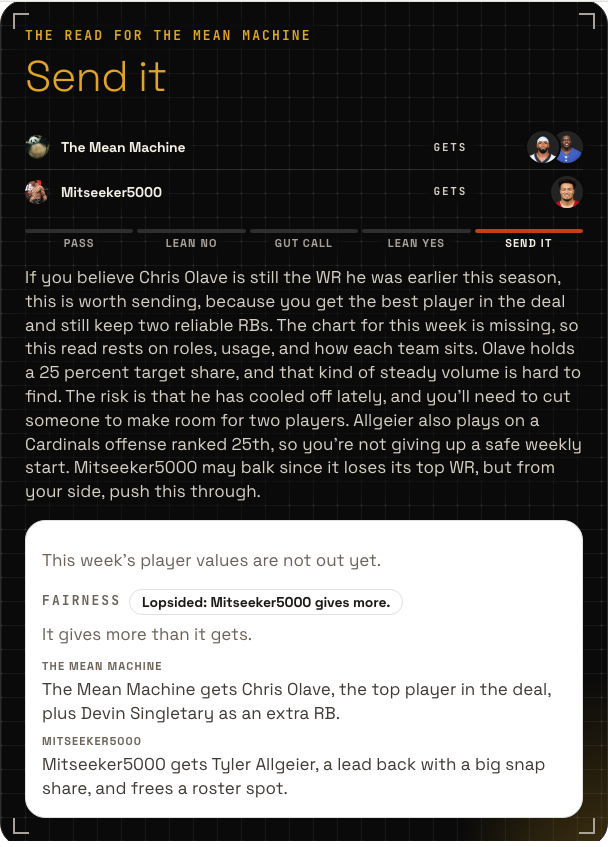 THE READ FOR THE MEAN MACHINE
Send it
The Mean Machine GETS
Mitseeker5000 GETS
PASS LEAN NO GUT CALL LEAN YES SEND IT
If you believe Chris Olave is still the WR he was earlier this season,
this is worth sending, because you get the best player in the deal
and still keep two reliable RBs. The chart for this week is missing, so
this read rests on roles, usage, and how each team sits. Olave holds
a 25 percent target share, and that kind of steady volume is hard to
find. The risk is that he has cooled off lately, and you'll need to cut
someone to make room for two players. Allgeier also plays on a
Cardinals offense ranked 25th, so you're not giving up a safe weekly
start. Mitseeker5000 may balk since it loses its top WR, but from
your side, push this through.
This week's player values are not out yet.
FAIRNESS Lopsided: Mitseeker5000 gives more.
It gives more than it gets.
THE MEAN MACHINE
The Mean Machine gets Chris Olave, the top player in the deal,
plus Devin Singletary as an extra RB.
MITSEEKER5000
Mitseeker5000 gets Tyler Allgeier, a lead back with a big snap
share, and frees a roster spot.